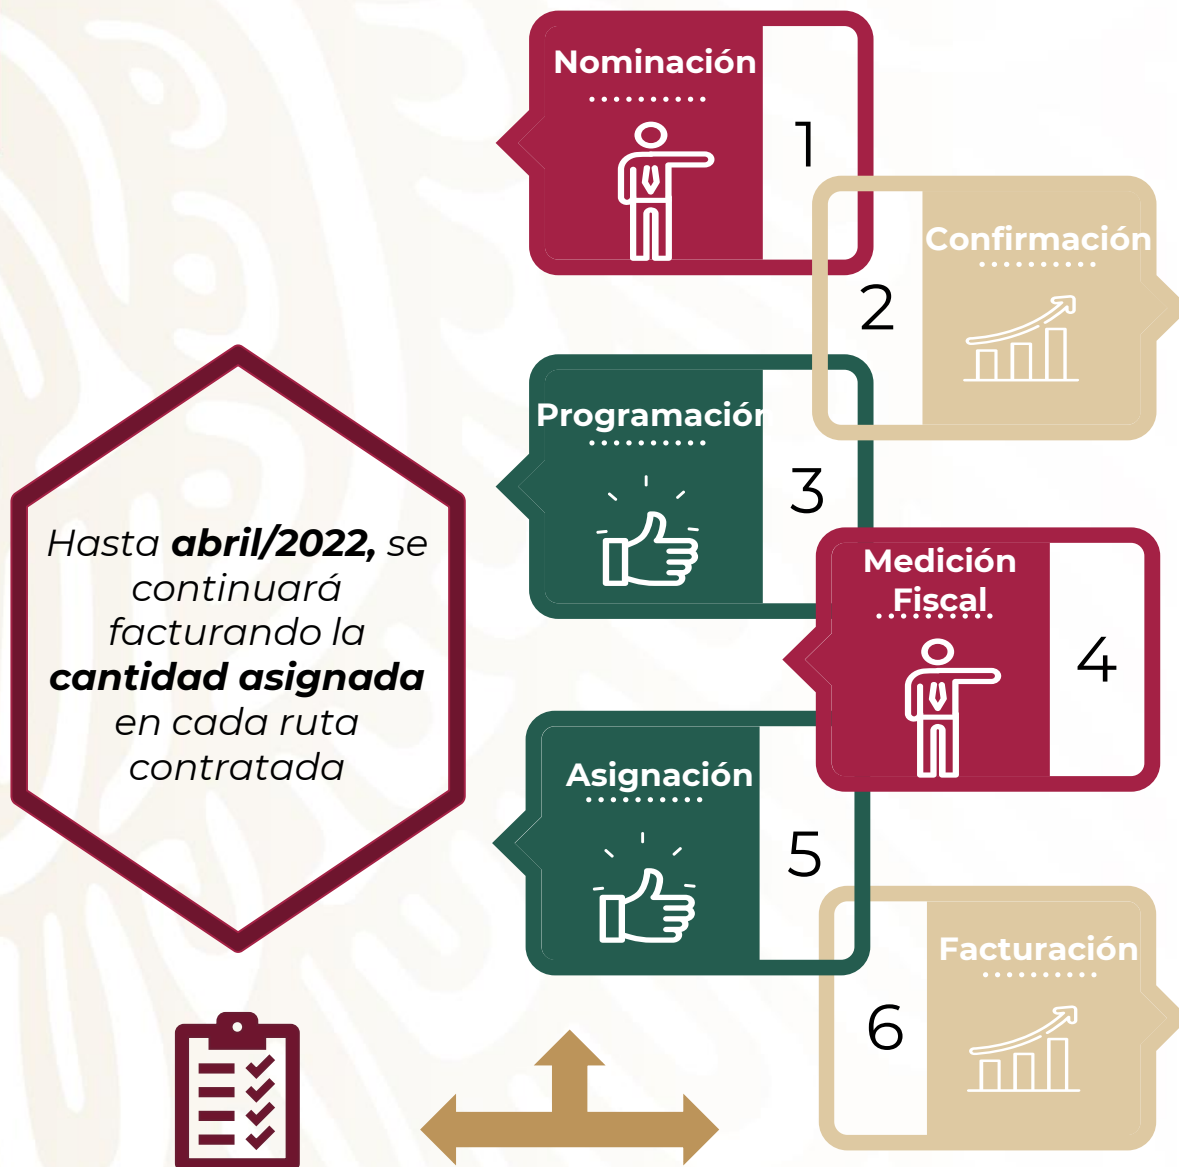 Nominación
1
Confirmación
2
Programación
3
Medición
Fiscal
4
Asignación
5
Facturación
6
Hasta abril/2022, se
continuará
facturando la
cantidad asignada
en cada ruta
contratada